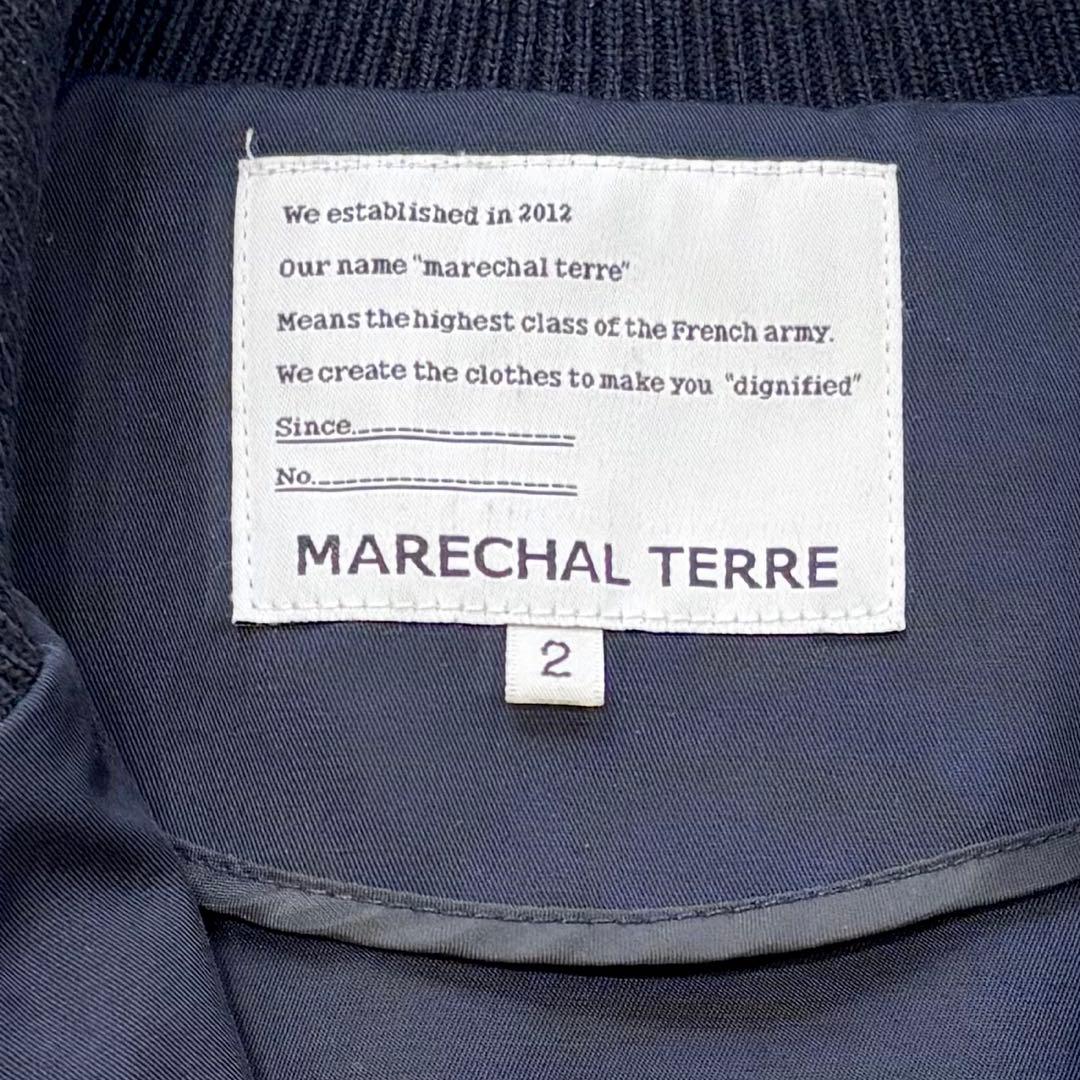 We established in 2012
Our name "marechal terre"
Means the highest class of the French army.
We create the clothes to make you "dignified"
Since
No.
MARECHAL TERRE
2